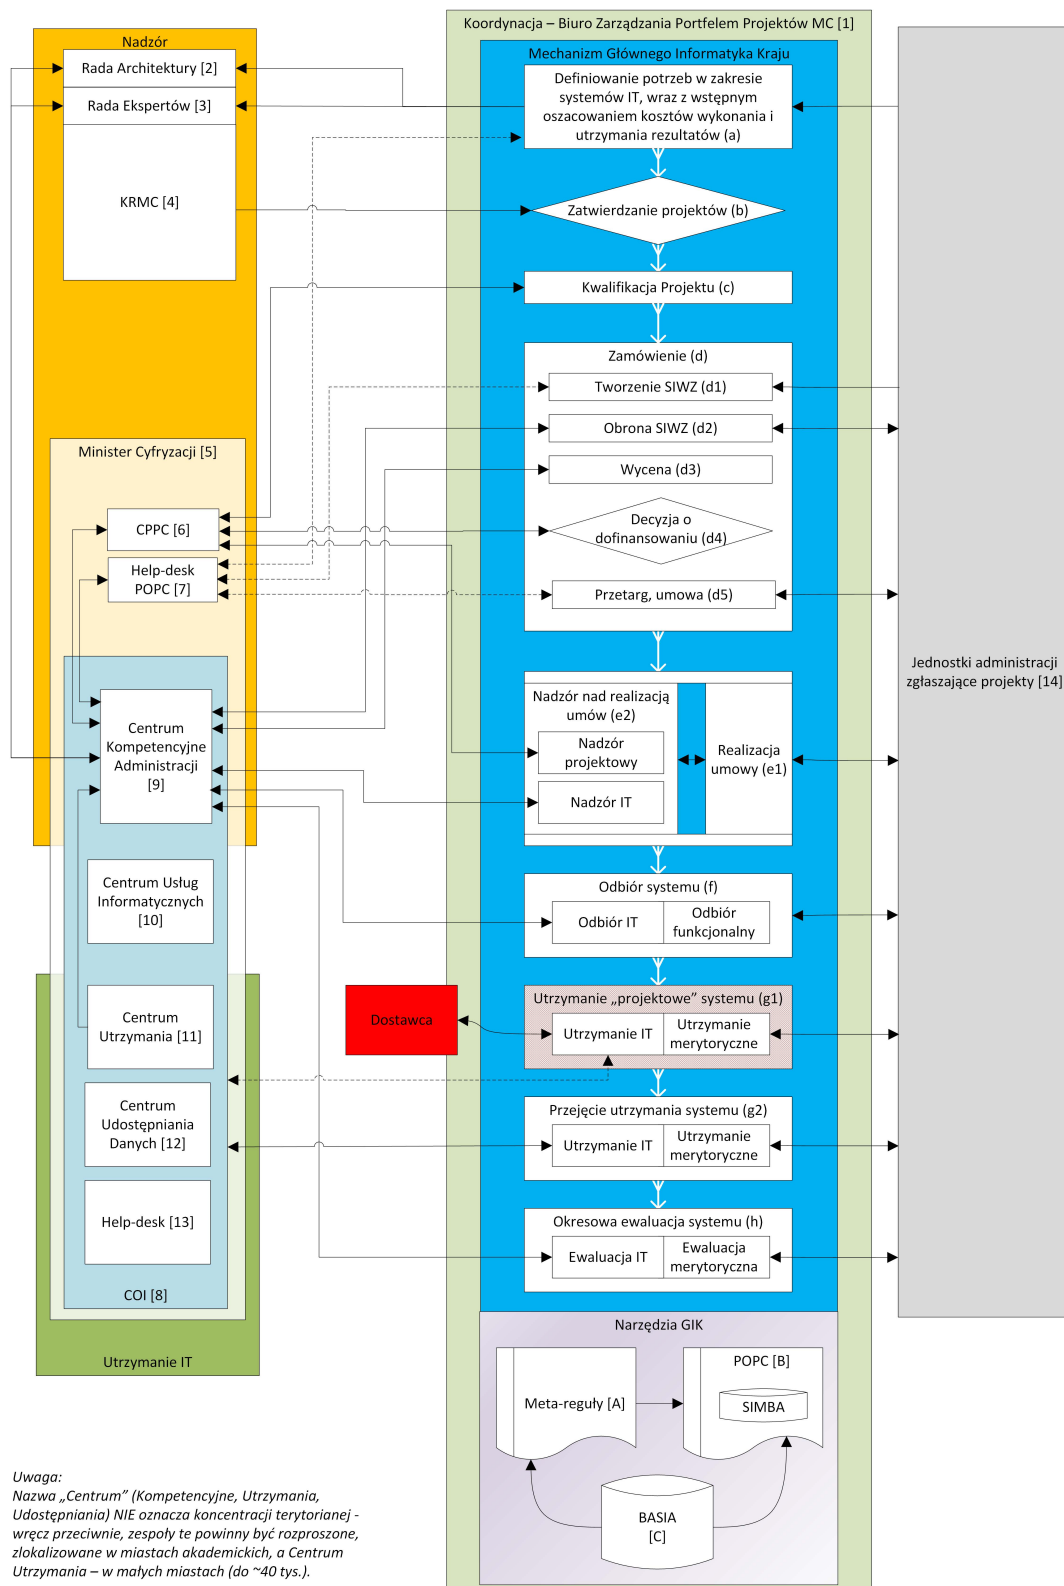 Koordynacja – Biuro Zarządzania Portfelem Projektów MC [1]
Nadzór
Rada Architektury [2]
Rada Ekspertów [3]
KRMC [4]
Minister Cyfryzacji [5]
CPPC [6]
Help-desk
POPC [7]
Centrum
Kompetencyjne
Administracji
[9]
Centrum Usług
Informatycznych
[10]
Centrum
Utrzymania [11]
Centrum
Udostępniania
Danych [12]
Help-desk [13]
COI [8]
Utrzymanie IT
Dostawca
Mechanizm Głównego Informatyka Kraju
Definiowanie potrzeb w zakresie
systemów IT, wraz z wstępnym
oszacowaniem kosztów wykonania i
utrzymania rezultatów (a)
Zatwierdzanie projektów (b)
Kwalifikacja Projektu (c)
Zamówienie (d)
Tworzenie SIWZ (d1)
Obrona SIWZ (d2)
Wycena (d3)
Decyzja o
dofinansowaniu (d4)
Przetarg, umowa (d5)
Nadzór nad realizacją
umów (e2)
Nadzór
projektowy
Nadzór IT
Realizacja
umowy (e1)
Odbiór systemu (f)
Odbiór IT
Odbiór
funkcjonalny
Utrzymanie „projektowe” systemu (g1)
Utrzymanie IT
Utrzymanie
merytoryczne
Przejęcie utrzymania systemu (g2)
Utrzymanie IT
Utrzymanie
merytoryczne
Okresowa ewaluacja systemu (h)
Ewaluacja IT
Ewaluacja
merytoryczna
Jednostki administracji
zgłaszające projekty [14]
Narzędzia GIK
Meta-reguły [A]
POPC [B]
SIMBA
BASIA
[C]
Uwaga:
Nazwa „Centrum” (Kompetencyjne, Utrzymania,
Udostępniania) NIE oznacza koncentracji terytorianej -
wręcz przeciwnie, zespoły te powinny być rozproszone,
zlokalizowane w miastach akademickich, a Centrum
Utrzymania – w małych miastach (do ~40 tys.).